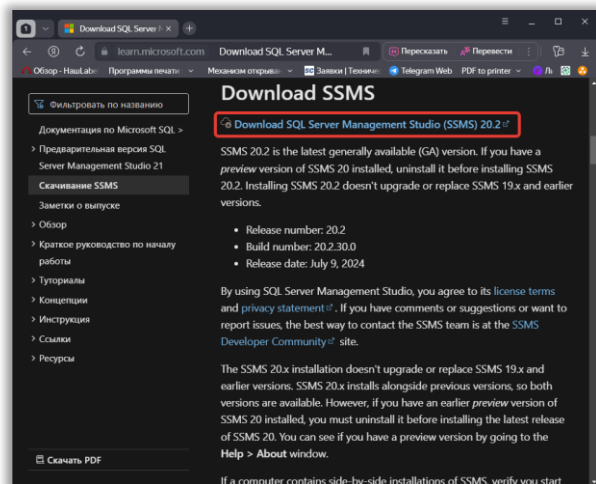 1
Download SQL Server M
learn.microsoft.com
Download SQL Server M...
Пересказать
Перевести
Обзор - НашLabe
Программы печати
Механизм открыва
Заявки | Техниче
Telegram Web
PDF to printer
Фильтровать по названию
Документация по Microsoft SQL >
Предварительная версия SQL
Server Management Studio 21
Скачивание SSMS
Заметки о выпуске
Обзор
Краткое руководство по началу
работы
Туториалы
Концепции
Инструкция
Ссылки
Ресурсы
Скачать PDF
Download SSMS
Download SQL Server Management Studio (SSMS) 20.2
SSMS 20.2 is the latest generally available (GA) version. If you have a
preview version of SSMS 20 installed, uninstall it before installing SSMS
20.2. Installing SSMS 20.2 doesn't upgrade or replace SSMS 19.x and earlier
versions.
• Release number: 20.2
• Build number: 20.2.30.0
• Release date: July 9, 2024
By using SQL Server Management Studio, you agree to its license terms
and privacy statement. If you have comments or suggestions or want to
report issues, the best way to contact the SSMS team is at the SSMS
Developer Community site.
The SSMS 20.x installation doesn't upgrade or replace SSMS 19.x and
earlier versions. SSMS 20.x installs alongside previous versions, so both
versions are available. However, if you have an earlier preview version of
SSMS 20 installed, you must uninstall it before installing the latest release
of SSMS 20. You can see if you have a preview version by going to the
Help > About window.
If a computer contains side-by-side installations of SSMS, verify you start